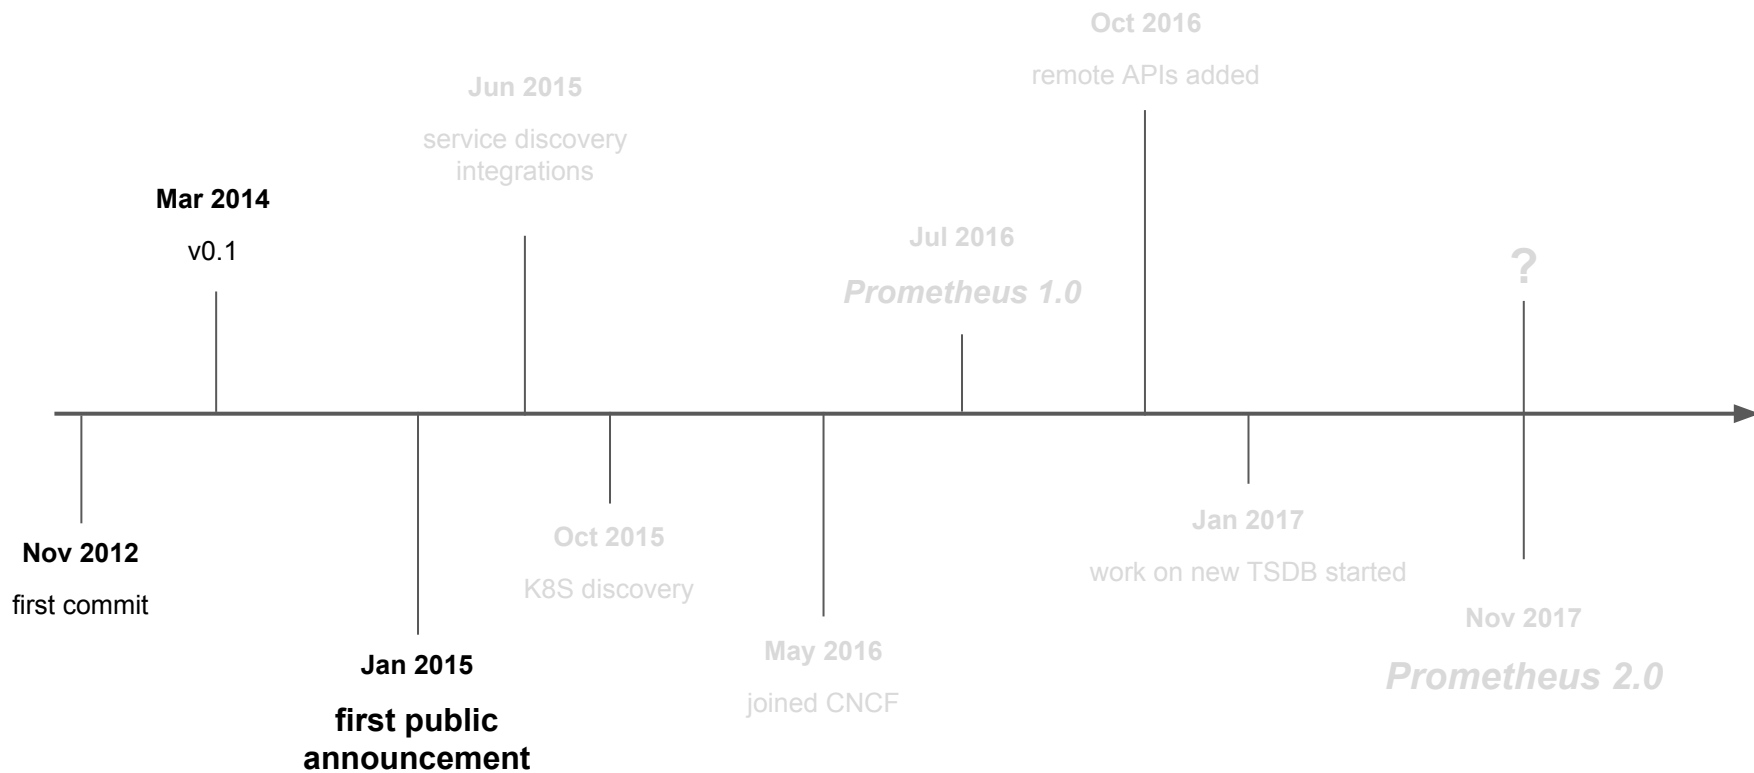 Oct 2016
remote APIs added
Jun 2015
service discovery
integrations
Mar 2014
v0.1
Jul 2016
Prometheus 1.0
?
Nov 2012
first commit
Jan 2015
first public
announcement
Oct 2015
K8S discovery
May 2016
joined CNCF
Jan 2017
work on new TSDB started
Nov 2017
Prometheus 2.0